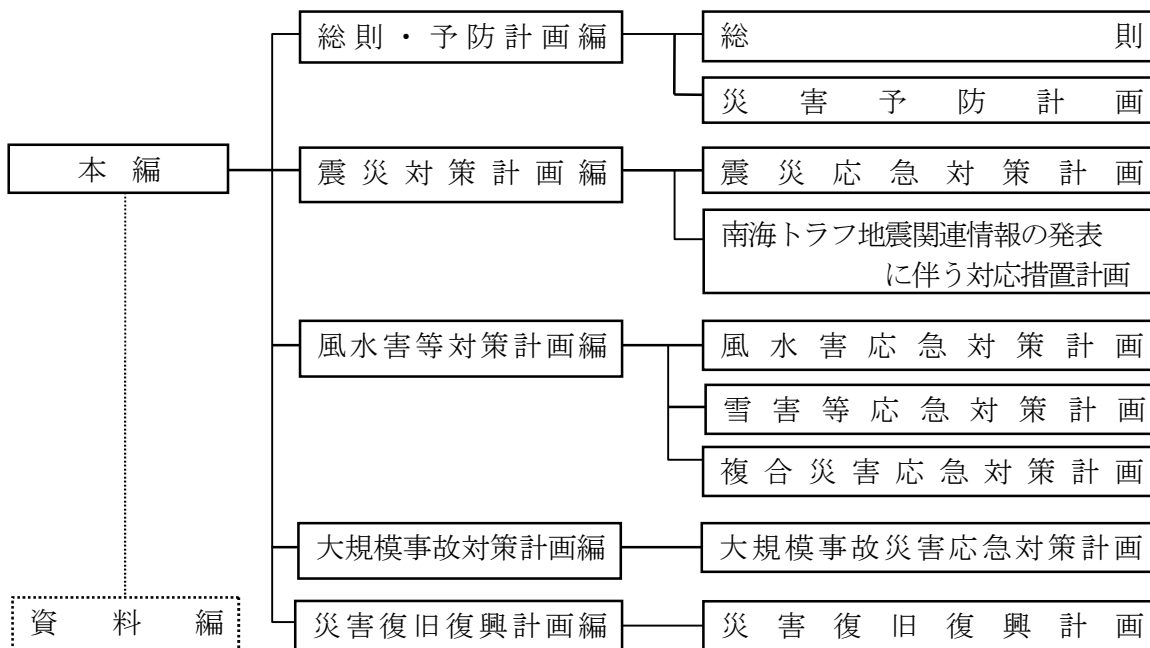 総則・予防計画編
総則
災害予防計画
本編
震災対策計画編
震災応急対策計画
南海トラフ地震関連情報の発表
に伴う対応措置計画
風水害等対策計画編
風水害応急対策計画
雪害等応急対策計画
複合災害応急対策計画
大規模事故対策計画編
大規模事故災害応急対策計画
資料編
災害復旧復興計画編
災害復旧復興計画